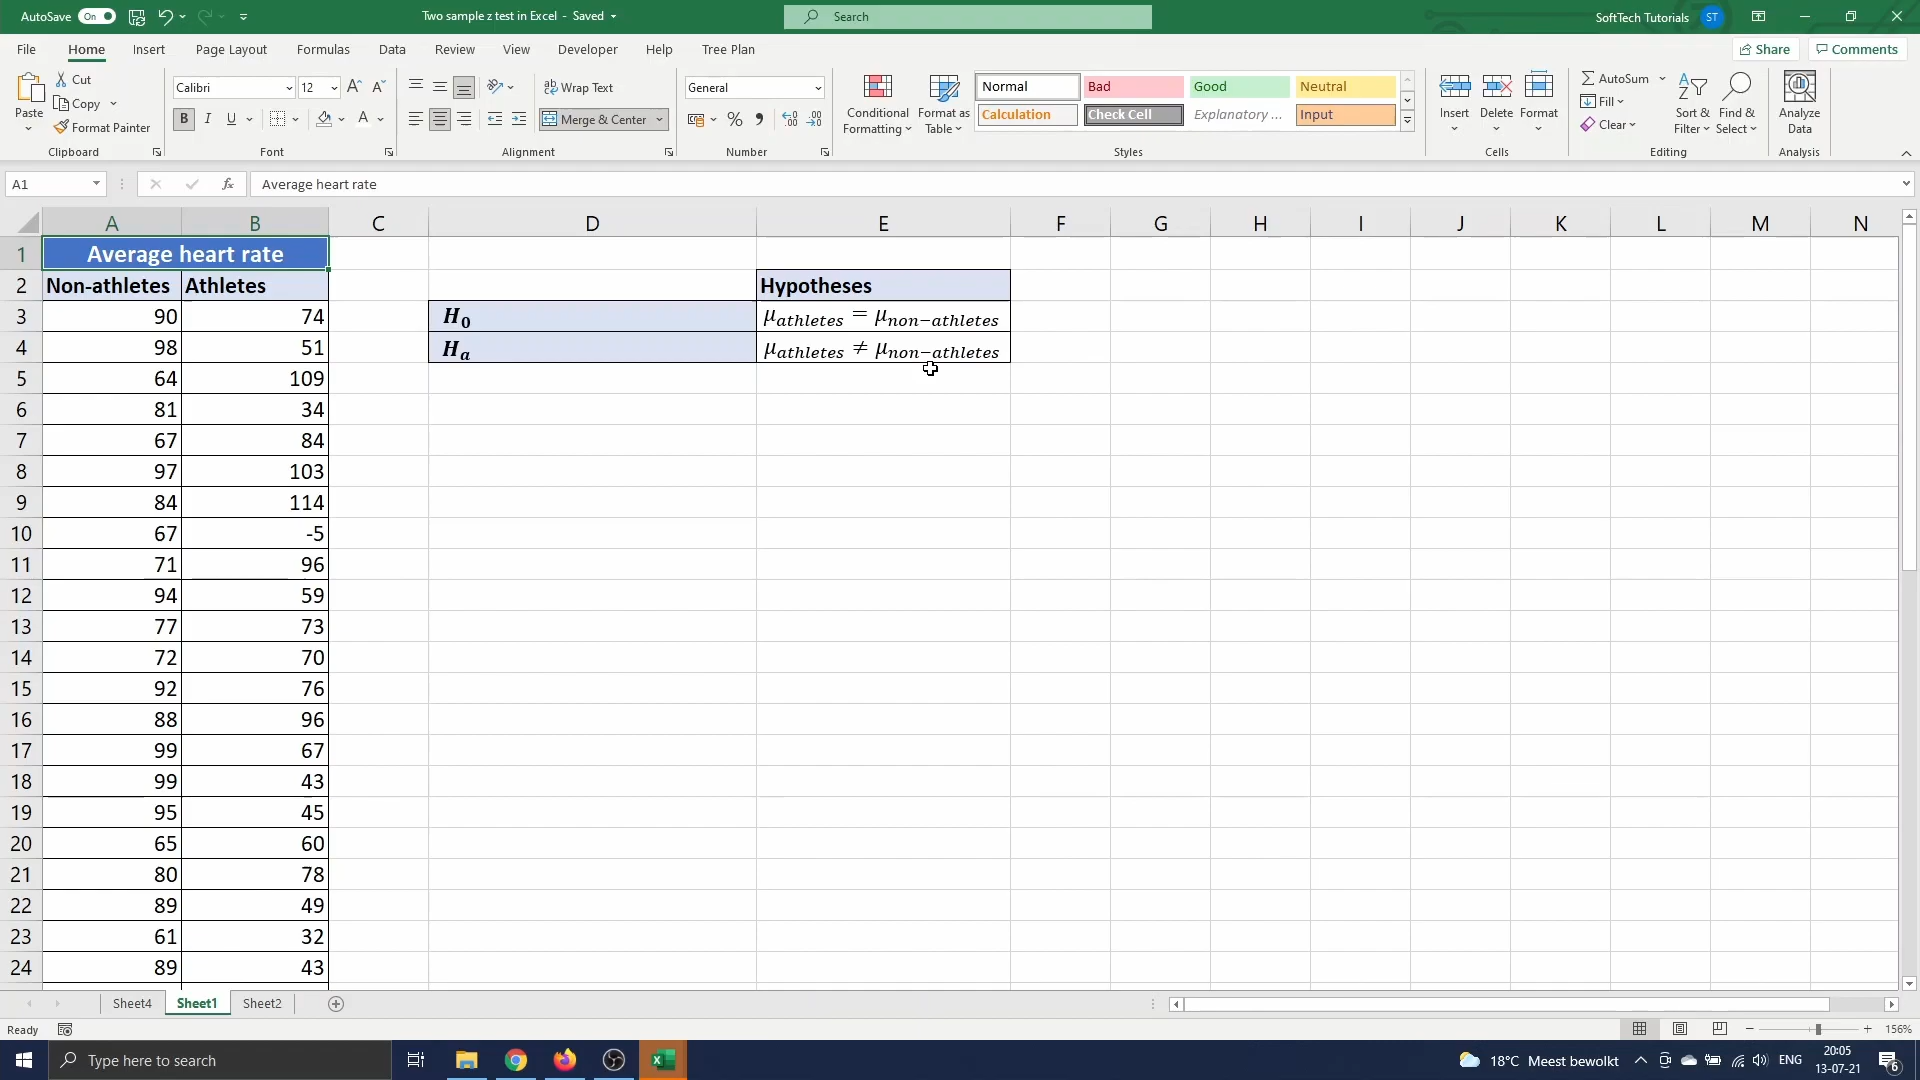 AutoSave On Two sample z test in Excel - Saved Search SoftTech Tutorials ST
File Home Insert Page Layout Formulas Data Review View Developer Help Tree Plan Share Comments
Paste Cut Copy Format Painter Clipboard
Calibri 12 B I U A Font
Wrap Text Merge & Center Alignment
General % Number
Conditional Formatting Format as Table
Normal Bad Good Neutral
Calculation Check Cell Explanatory ... Input
Styles
Insert Delete Format Cells
AutoSum Fill Clear Sort & Filter Find & Select Editing
Analyze Data Analysis
A1 fx Average heart rate
A B C D E F G H I J K L M N
1 Average heart rate
2 Non-athletes Athletes Hypotheses
3 90 74 H0 μathletes = μnon−athletes
4 98 51 Ha μathletes ≠ μnon−athletes
5 64 109
6 81 34
7 67 84
8 97 103
9 84 114
10 67 -5
11 71 96
12 94 59
13 77 73
14 72 70
15 92 76
16 88 96
17 99 67
18 99 43
19 95 45
20 65 60
21 80 78
22 89 49
23 61 32
24 89 43
Sheet4 Sheet1 Sheet2
Ready 156%
Type here to search 18°C Meest bewolkt ENG 20:05
13-07-21 6